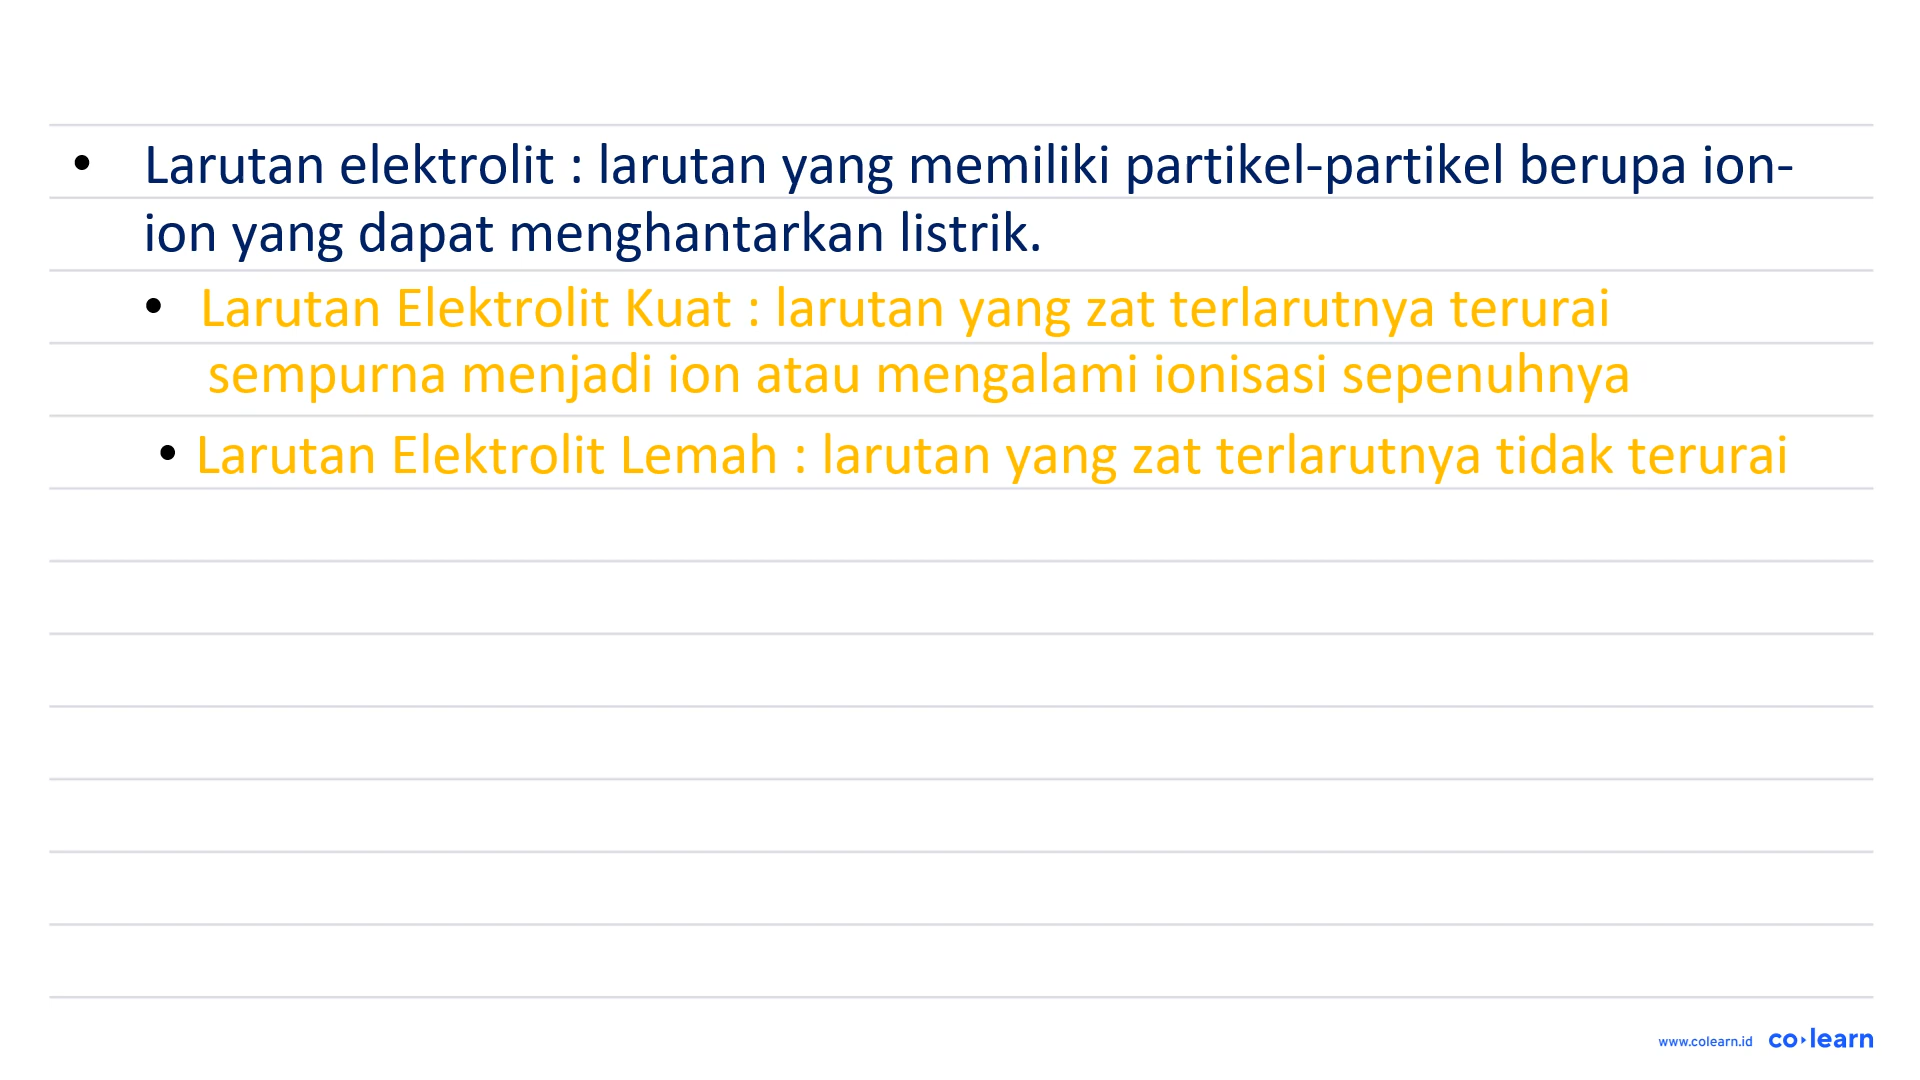 • Larutan elektrolit : larutan yang memiliki partikel-partikel berupa ion-
ion yang dapat menghantarkan listrik.
• Larutan Elektrolit Kuat : larutan yang zat terlarutnya terurai
sempurna menjadi ion atau mengalami ionisasi sepenuhnya
• Larutan Elektrolit Lemah : larutan yang zat terlarutnya tidak terurai
www.colearn.id co▸learn